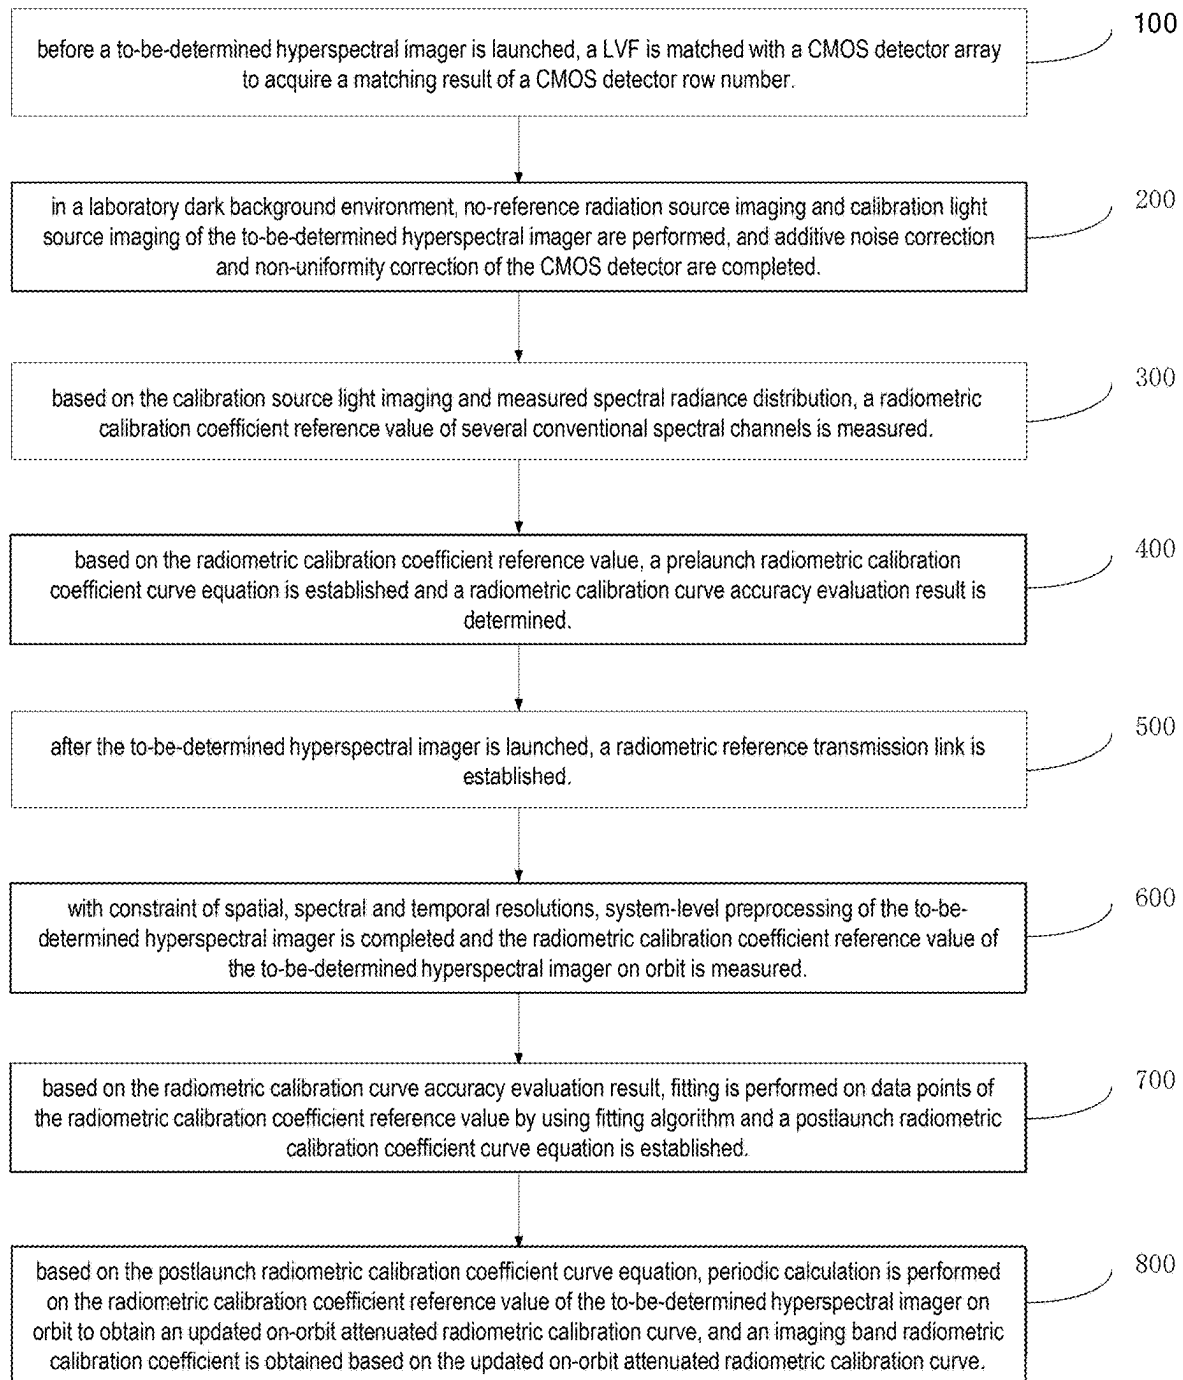 100
before a to-be-determined hyperspectral imager is launched, a LVF is matched with a CMOS detector array
to acquire a matching result of a CMOS detector row number.
200
in a laboratory dark background environment, no-reference radiation source imaging and calibration light
source imaging of the to-be-determined hyperspectral imager are performed, and additive noise correction
and non-uniformity correction of the CMOS detector are completed.
300
based on the calibration source light imaging and measured spectral radiance distribution, a radiometric
calibration coefficient reference value of several conventional spectral channels is measured.
400
based on the radiometric calibration coefficient reference value, a prelaunch radiometric calibration
coefficient curve equation is established and a radiometric calibration curve accuracy evaluation result is
determined.
500
after the to-be-determined hyperspectral imager is launched, a radiometric reference transmission link is
established.
600
with constraint of spatial, spectral and temporal resolutions, system-level preprocessing of the to-be-
determined hyperspectral imager is completed and the radiometric calibration coefficient reference value of
the to-be-determined hyperspectral imager on orbit is measured.
700
based on the radiometric calibration curve accuracy evaluation result, fitting is performed on data points of
the radiometric calibration coefficient reference value by using fitting algorithm and a postlaunch radiometric
calibration coefficient curve equation is established.
800
based on the postlaunch radiometric calibration coefficient curve equation, periodic calculation is performed
on the radiometric calibration coefficient reference value of the to-be-determined hyperspectral imager on
orbit to obtain an updated on-orbit attenuated radiometric calibration curve, and an imaging band radiometric
calibration coefficient is obtained based on the updated on-orbit attenuated radiometric calibration curve.